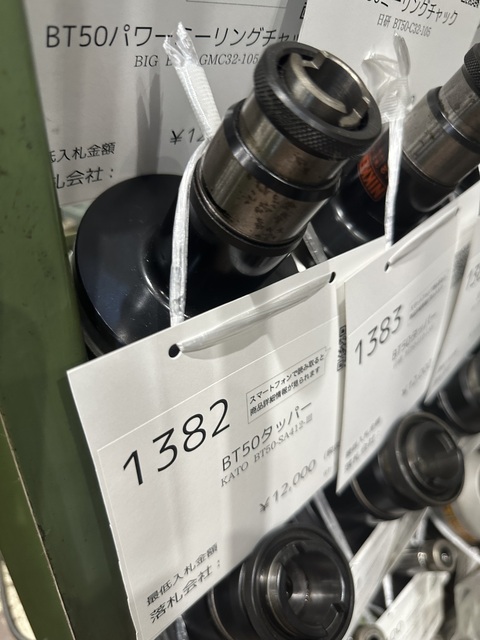 BT50パワーミーリングチャッ
GMC32-105
最低入札金額
札会社：
ーリングチャック
日研 BT50-C32-105
1382
スマートフォンで読み取ると
商品詳細情報が見られます
BT50タッパー
KATO BT50-SA412-Ⅲ
￥12,000
最低入札金額
落札会社：
1383